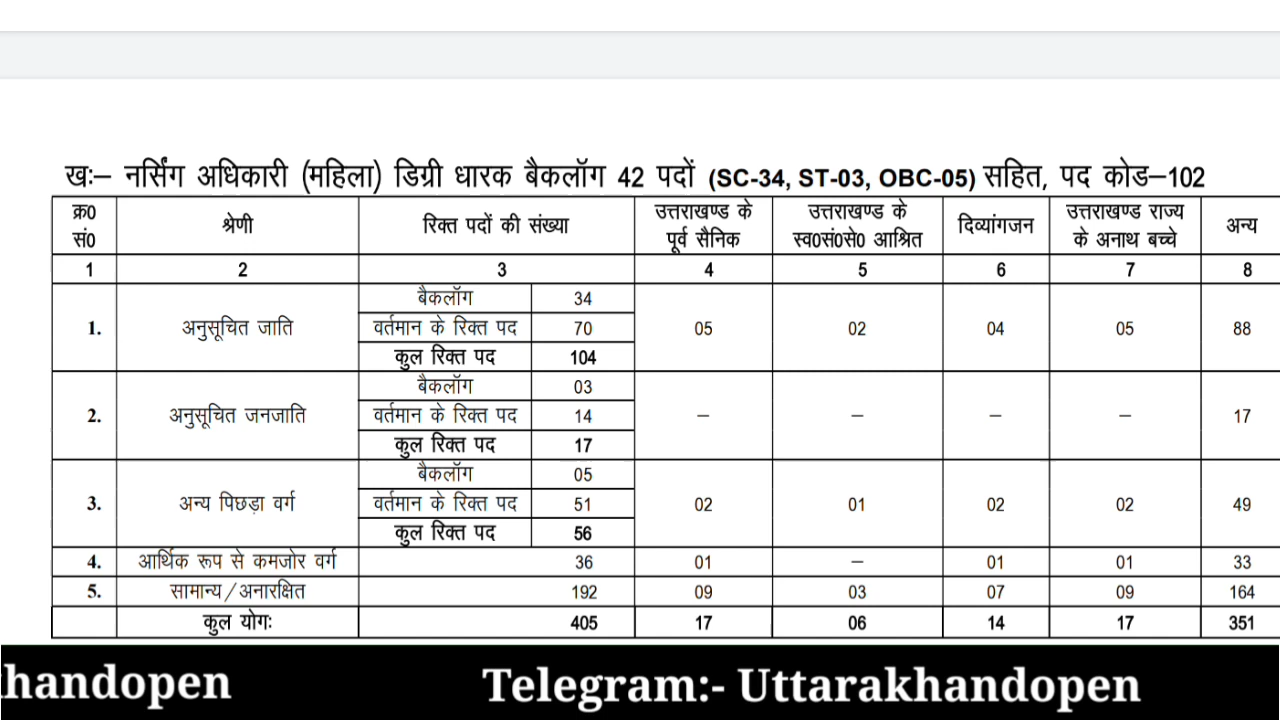 खः– नर्सिंग अधिकारी (महिला) डिग्री धारक बैकलॉग 42 पदों (SC-34, ST-03, OBC-05) सहित, पद कोड–102
क्र0 सं0 श्रेणी रिक्त पदों की संख्या उत्तराखण्ड के पूर्व सैनिक उत्तराखण्ड के स्व0सं0से0 आश्रित दिव्यांगजन उत्तराखण्ड राज्य के अनाथ बच्चे अन्य
1 2 3 4 5 6 7 8
1. अनुसूचित जाति बैकलॉग 34 05 02 04 05 88
वर्तमान के रिक्त पद 70
कुल रिक्त पद 104
2. अनुसूचित जनजाति बैकलॉग 03 – – – – 17
वर्तमान के रिक्त पद 14
कुल रिक्त पद 17
3. अन्य पिछड़ा वर्ग बैकलॉग 05 02 01 02 02 49
वर्तमान के रिक्त पद 51
कुल रिक्त पद 56
4. आर्थिक रूप से कमजोर वर्ग 36 01 – 01 01 33
5. सामान्य/अनारक्षित 192 09 03 07 09 164
कुल योगः 405 17 06 14 17 351
handopen Telegram:- Uttarakhandopen